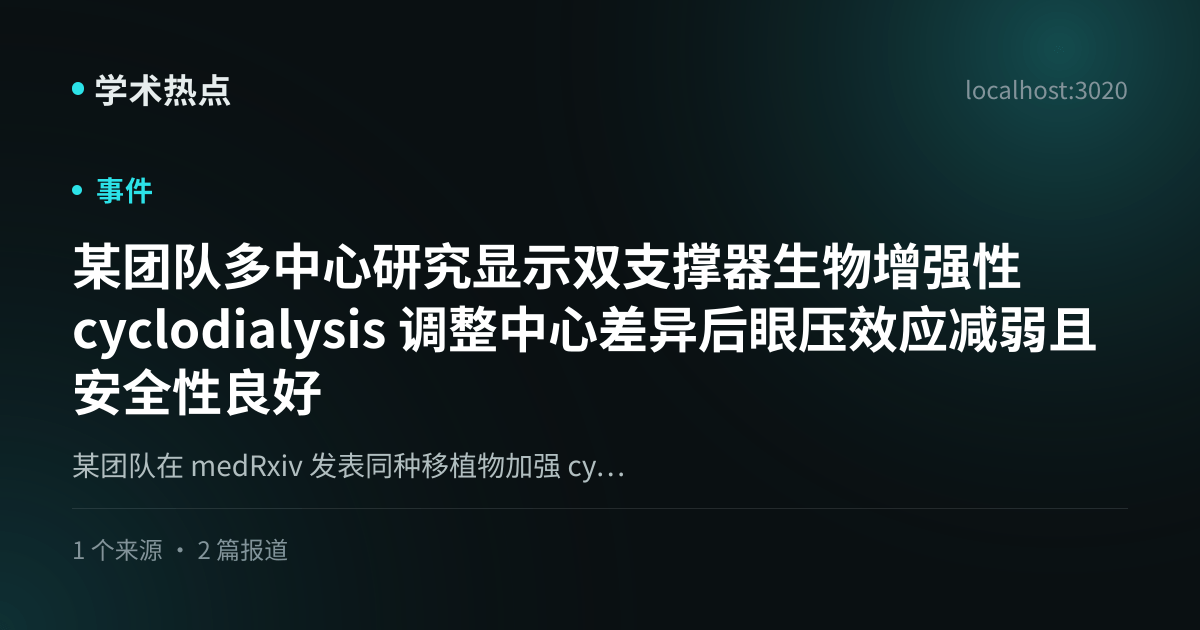 学术热点
localhost:3020
事件
某团队多中心研究显示双支撑器生物增强性
cyclodialysis 调整中心差异后眼压效应减弱且
安全性良好
某团队在 medRxiv 发表同种移植物加强 cy…
1 个来源 · 2 篇报道